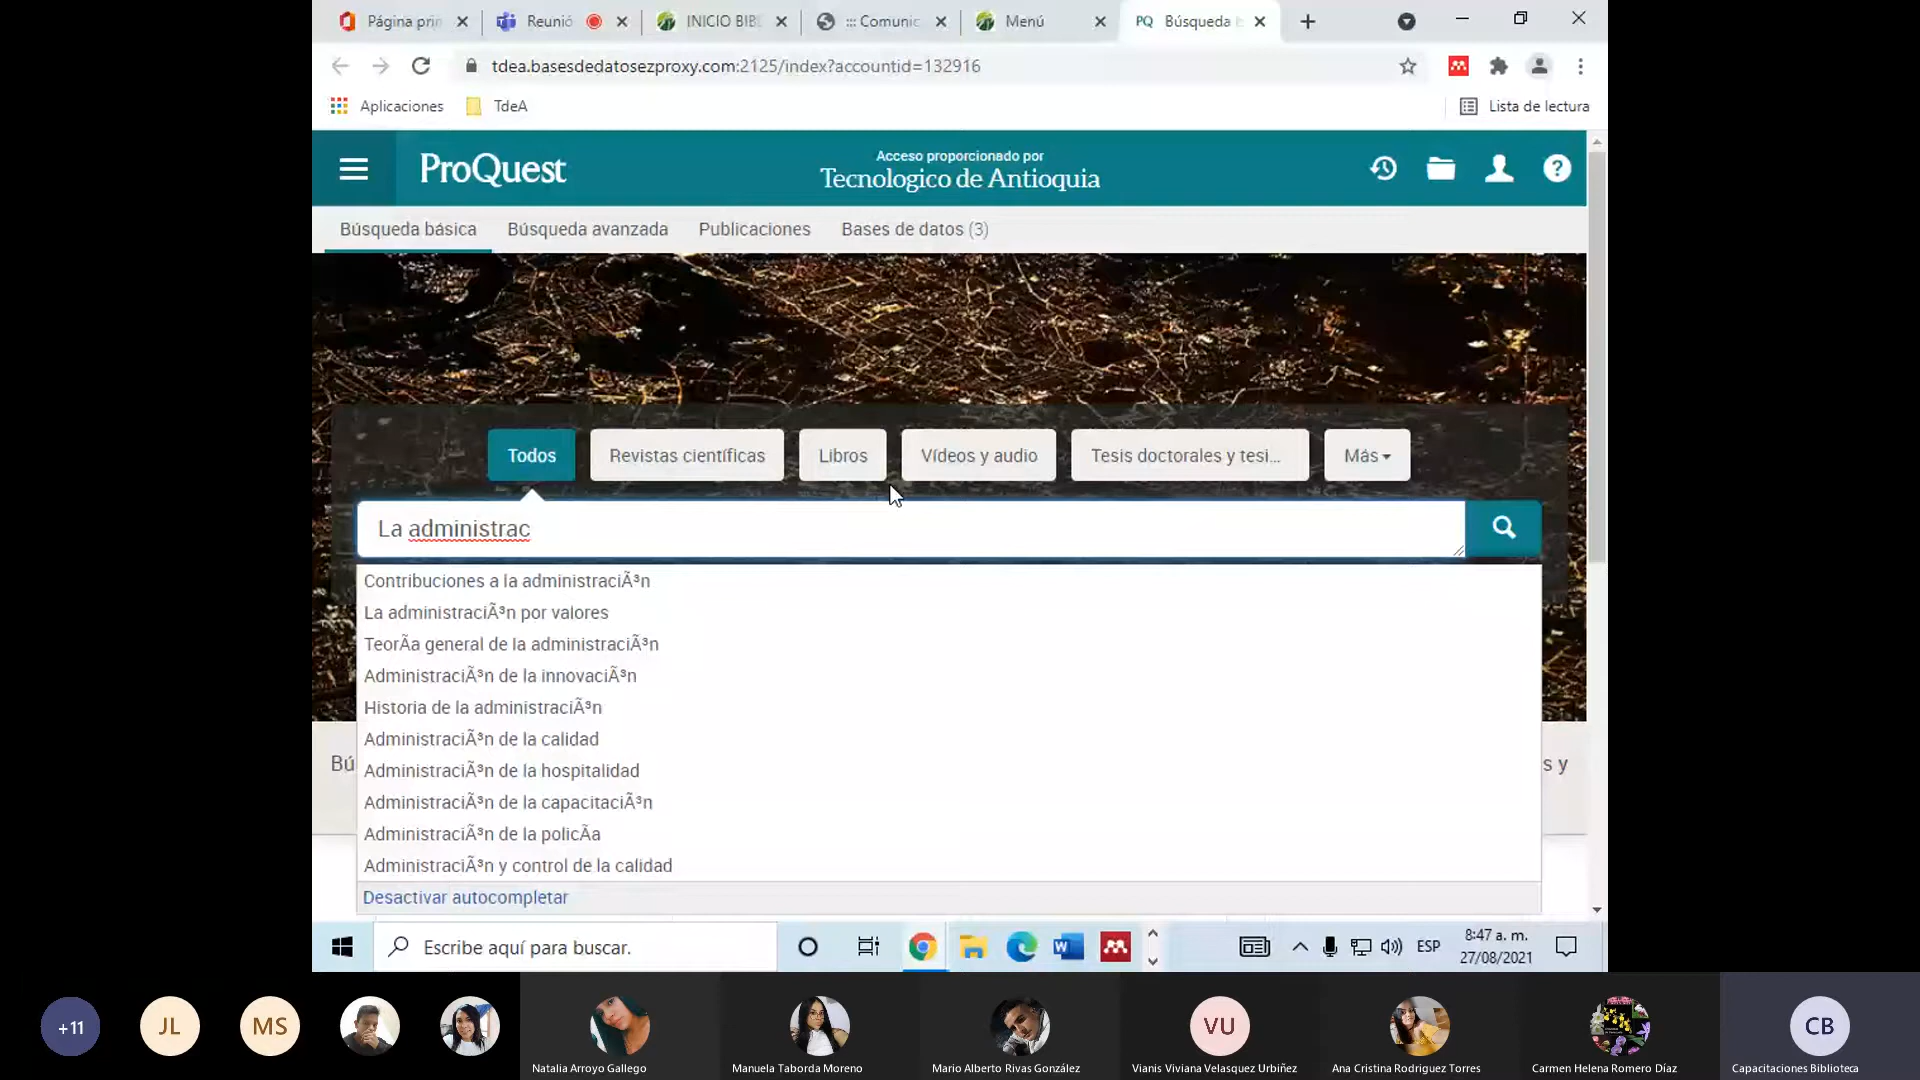 Página prin
Reunió
INICIO BIB
::: Comunic
Menú
PQ Búsqueda
tdea.basesdedatosezproxy.com:2125/index?accountid=132916
Aplicaciones
TdeA
Lista de lectura
ProQuest
Acceso proporcionado por
Tecnologico de Antioquia
Búsqueda básica
Búsqueda avanzada
Publicaciones
Bases de datos (3)
Todos
Revistas científicas
Libros
Vídeos y audio
Tesis doctorales y tesi...
Más
La administrac
Contribuciones a la administraciÃ³n
La administraciÃ³n por valores
TeorÃa general de la administraciÃ³n
AdministraciÃ³n de la innovaciÃ³n
Historia de la administraciÃ³n
AdministraciÃ³n de la calidad
Bú
s y
AdministraciÃ³n de la hospitalidad
AdministraciÃ³n de la capacitaciÃ³n
AdministraciÃ³n de la policÃa
AdministraciÃ³n y control de la calidad
Desactivar autocompletar
Escribe aquí para buscar.
ESP
8:47 a. m.
27/08/2021
+11
JL
MS
VU
CB
Natalia Arroyo Gallego
Manuela Taborda Moreno
Mario Alberto Rivas González
Vianis Viviana Velasquez Urbiñez
Ana Cristina Rodriguez Torres
Carmen Helena Romero Díaz
Capacitaciones Biblioteca